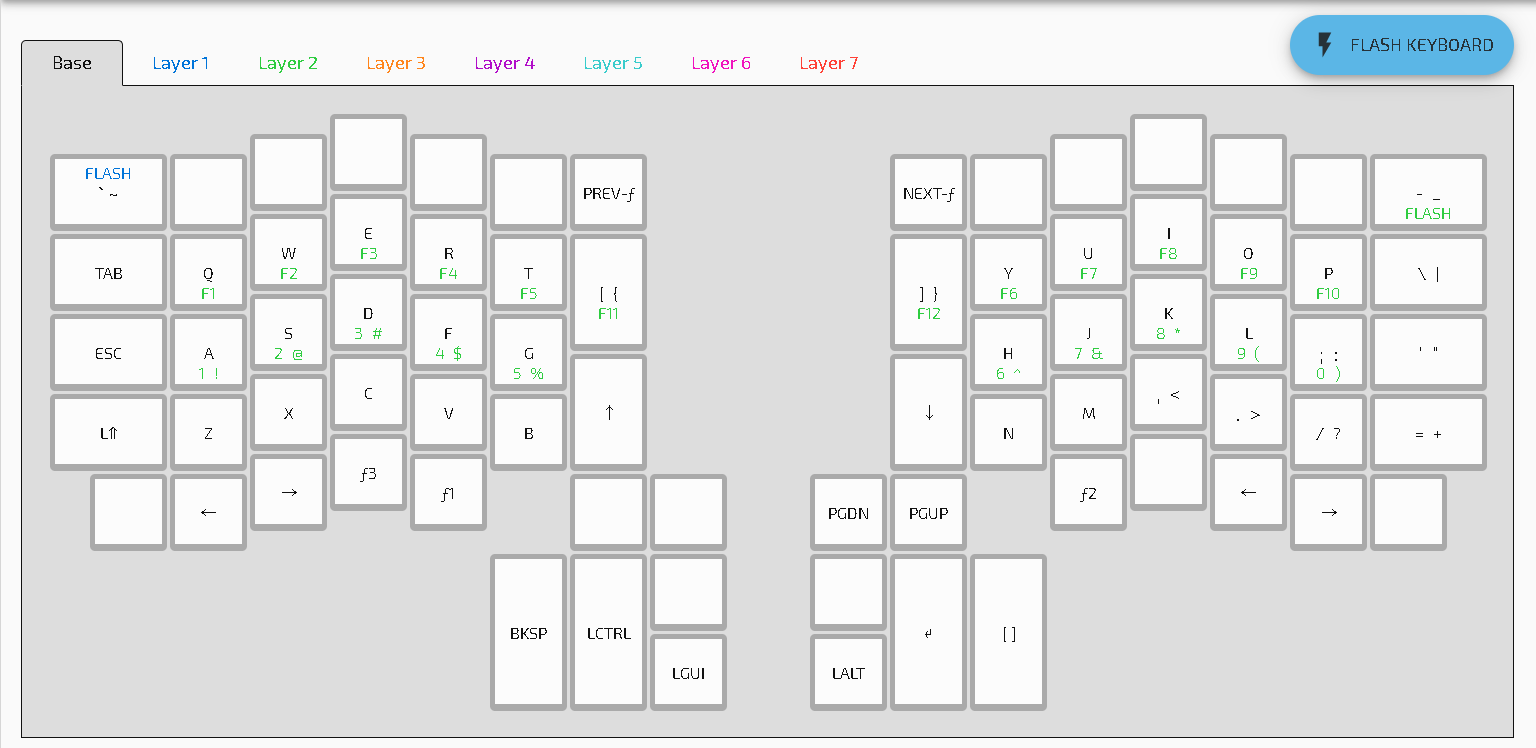 FLASH KEYBOARD
Base Layer 1 Layer 2 Layer 3 Layer 4 Layer 5 Layer 6 Layer 7
FLASH
` ~
PREV-ƒ
NEXT-ƒ
- _
FLASH
TAB
Q
F1
W
F2
E
F3
R
F4
T
F5
[ {
F11
] }
F12
Y
F6
U
F7
I
F8
O
F9
P
F10
\ |
ESC
A
1 !
S
2 @
D
3 #
F
4 $
G
5 %
H
6 ^
J
7 &
K
8 *
L
9 (
; :
0 )
' "
L⇑
Z
X
C
V
B
↑
↓
N
M
, <
. >
/ ?
= +
←
→
ƒ3
ƒ1
PGDN
PGUP
ƒ2
←
→
BKSP
LCTRL
LGUI
LALT
↲
[ ]